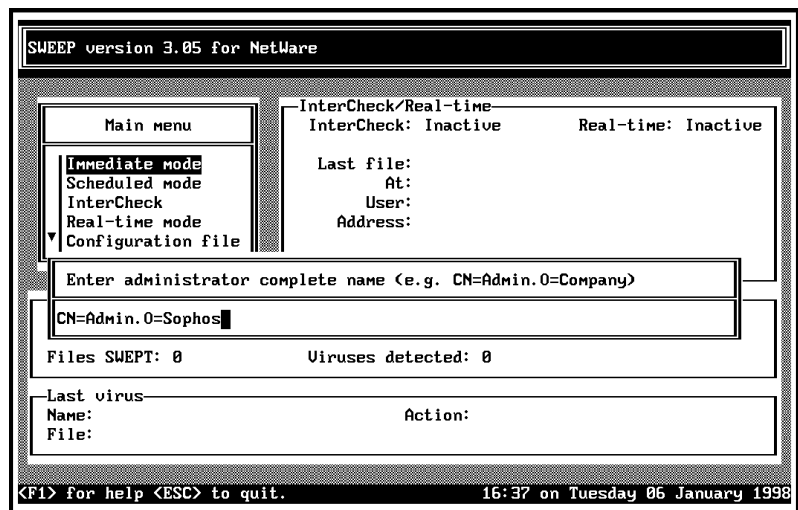 SWEEP version 3.05 for NetWare
InterCheck/Real-time
Main menu
InterCheck: Inactive Real-time: Inactive
Immediate mode
Scheduled mode
InterCheck
Real-time mode
Configuration file
Last file:
At:
User:
Address:
Enter administrator complete name (e.g. CN=Admin.O=Company)
CN=Admin.O=Sophos
Files SWEPT: 0 Viruses detected: 0
Last virus
Name: Action:
File:
<F1> for help <ESC> to quit. 16:37 on Tuesday 06 January 1998